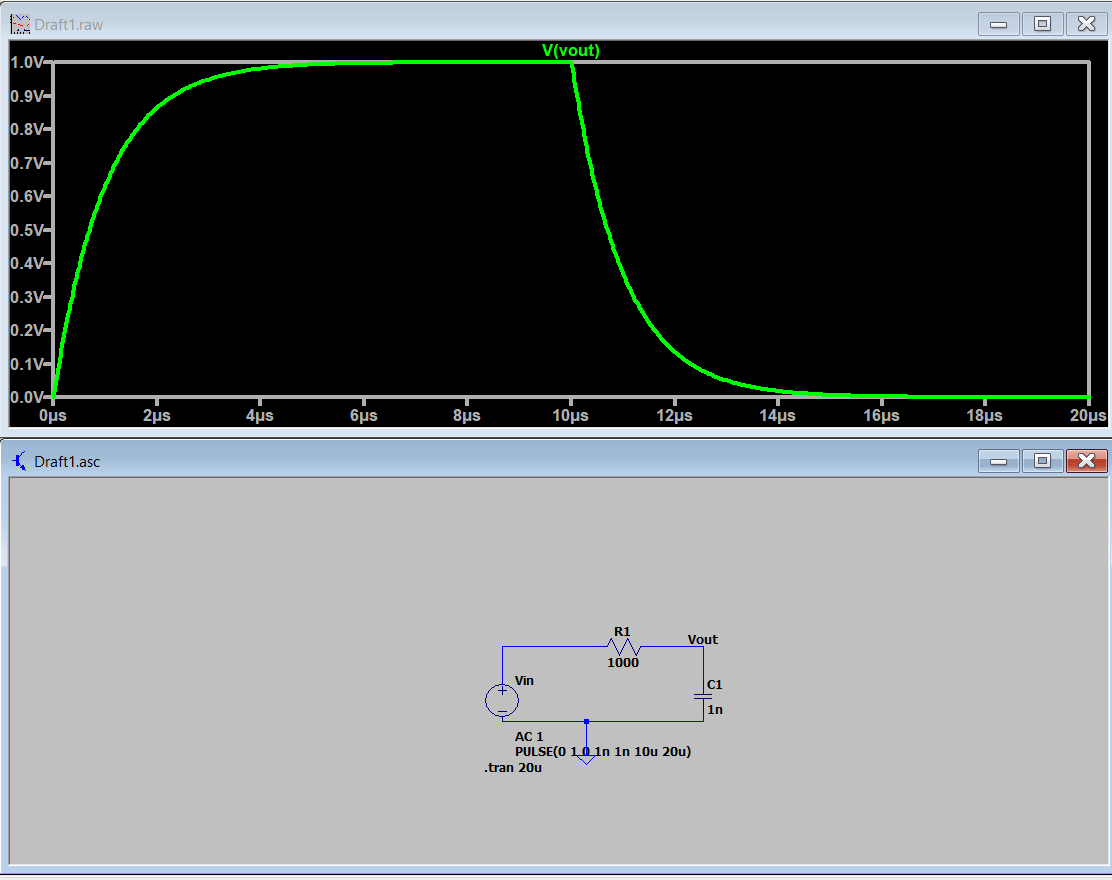 Draft1.raw
V(vout)
1.0V
0.9V
0.8V
0.7V
0.6V
0.5V
0.4V
0.3V
0.2V
0.1V
0.0V
0µs 2µs 4µs 6µs 8µs 10µs 12µs 14µs 16µs 18µs 20µs
Draft1.asc
R1
Vout
1000
Vin
C1
1n
AC 1
PULSE(0 1 0 1n 1n 10u 20u)
.tran 20u